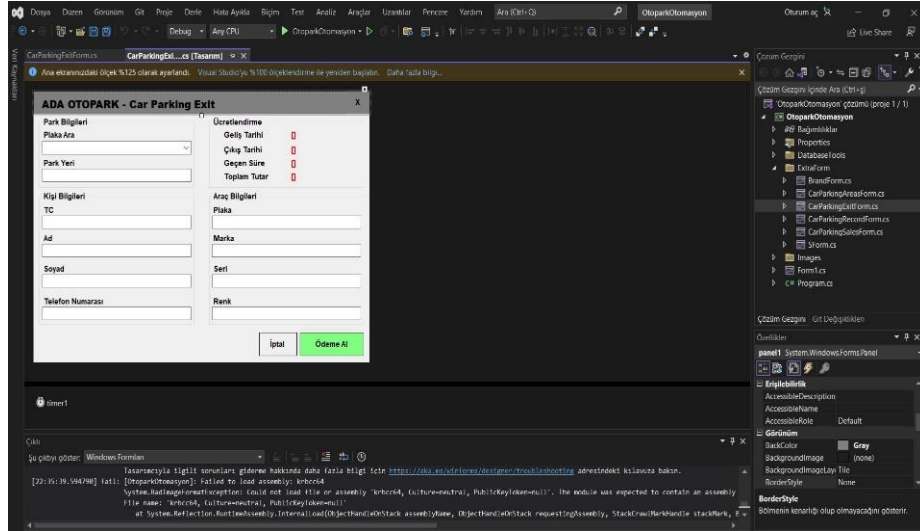 Dosya Düzen Görünüm Git Proje Derle Hata Ayıkla Biçim Test Analiz Araçlar Uzantılar Pencere Yardım Ara (Ctrl+Q) OtoparkOtomasyon Oturum aç
Debug Any CPU OtoparkOtomasyon Live Share
Veri Kaynakları
CarParkingExitForm.cs CarParkingExi....cs [Tasarım]
Ana ekranınızdaki ölçek %125 olarak ayarlandı. Visual Studio'yu %100 ölçeklendirme ile yeniden başlatın. Daha fazla bilgi...
ADA OTOPARK - Car Parking Exit X
Park Bilgileri
Plaka Ara
Park Yeri
Ücretlendirme
Geliş Tarihi []
Çıkış Tarihi []
Geçen Süre []
Toplam Tutar []
Kişi Bilgileri
TC
Ad
Soyad
Telefon Numarası
Araç Bilgileri
Plaka
Marka
Seri
Renk
İptal Ödeme Al
timer1
Çıktı
Şu çıktıyı göster: Windows Formları
Tasarımcıyla ilgili sorunları giderme hakkında daha fazla bilgi için https://aka.ms/winforms/designer/troubleshooting adresindeki kılavuza bakın.
[22:35:39.594790] fail: [OtoparkOtomasyon]: Failed to load assembly: krbcc64
System.BadImageFormatException: Could not load file or assembly 'krbcc64, Culture=neutral, PublicKeyToken=null'. The module was expected to contain an assembly
File name: 'krbcc64, Culture=neutral, PublicKeyToken=null'
at System.Reflection.RuntimeAssembly.InternalLoad(ObjectHandleOnStack assemblyName, ObjectHandleOnStack requestingAssembly, StackCrawlMarkHandle stackMark, B
Çözüm Gezgini
Çözüm Gezgini İçinde Ara (Ctrl+ş)
'OtoparkOtomasyon' çözümü (proje 1 / 1)
OtoparkOtomasyon
Bağımlılıklar
Properties
DatabaseTools
ExtraForm
BrandForm.cs
CarParkingAreasForm.cs
CarParkingExitForm.cs
CarParkingRecordForm.cs
CarParkingSalesForm.cs
SForm.cs
Images
Form1.cs
C# Program.cs
Çözüm Gezgini Git Değişiklikleri
Özellikler
panel1 System.Windows.Forms.Panel
Erişilebilirlik
AccessibleDescription
AccessibleName
AccessibleRole Default
Görünüm
BackColor Gray
BackgroundImage (none)
BackgroundImageLayı Tile
BorderStyle None
BorderStyle
Bölmenin kenarlığı olup olmayacağını gösterir.